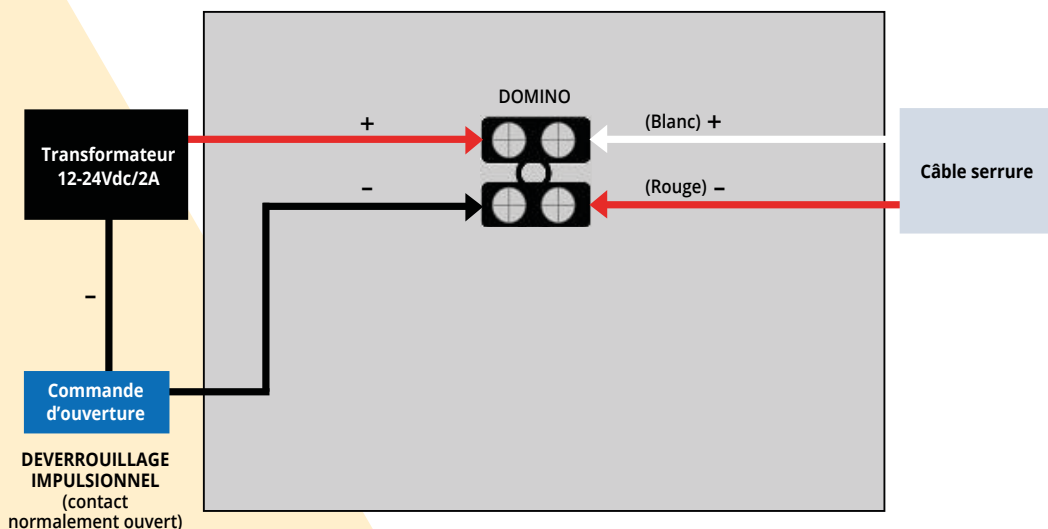 DOMINO
+
(Blanc) +
Transformateur
12-24Vdc/2A
Câble serrure
–
(Rouge) –
–
Commande
d'ouverture
DEVERROUILLAGE
IMPULSIONNEL
(contact
normalement ouvert)